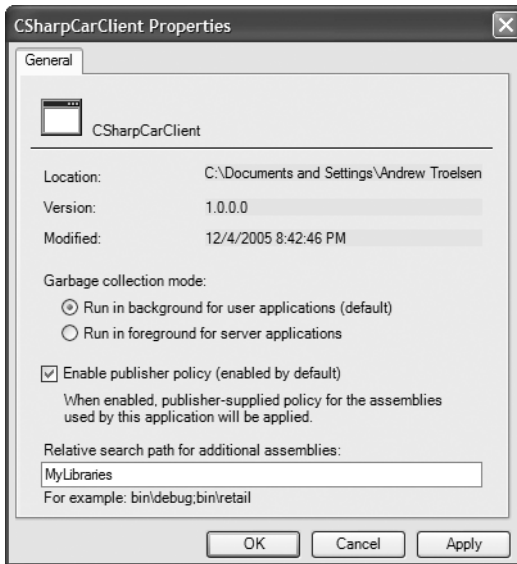 CSharpCarClient Properties
General
CSharpCarClient
Location: C:\Documents and Settings\Andrew Troelsen
Version: 1.0.0.0
Modified: 12/4/2005 8:42:46 PM
Garbage collection mode:
Run in background for user applications (default)
Run in foreground for server applications
Enable publisher policy (enabled by default)
When enabled, publisher-supplied policy for the assemblies
used by this application will be applied.
Relative search path for additional assemblies:
MyLibraries
For example: bin\debug;bin\retail
OK Cancel Apply